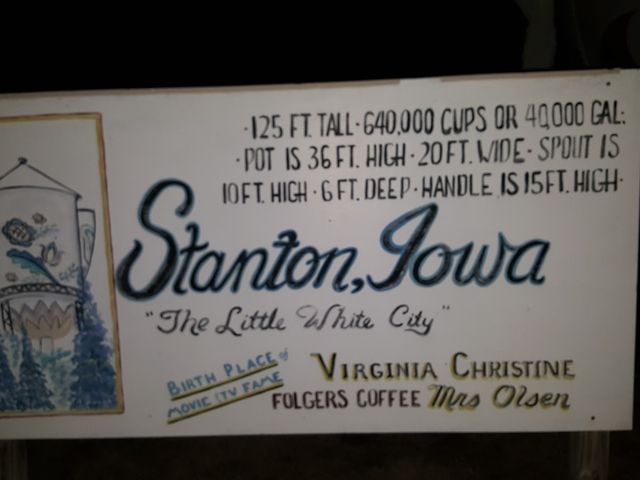 ·125 FT. TALL·640,000 CUPS OR 40,000 GAL:
·POT IS 36 FT. HIGH·20 FT. WIDE·SPOUT IS
10 FT. HIGH·6 FT. DEEP·HANDLE IS 15 FT. HIGH·
Stanton, Iowa
"The Little White City"
BIRTH PLACE of
MOVIE/TV FAME
VIRGINIA CHRISTINE
FOLGERS COFFEE Mrs Olsen